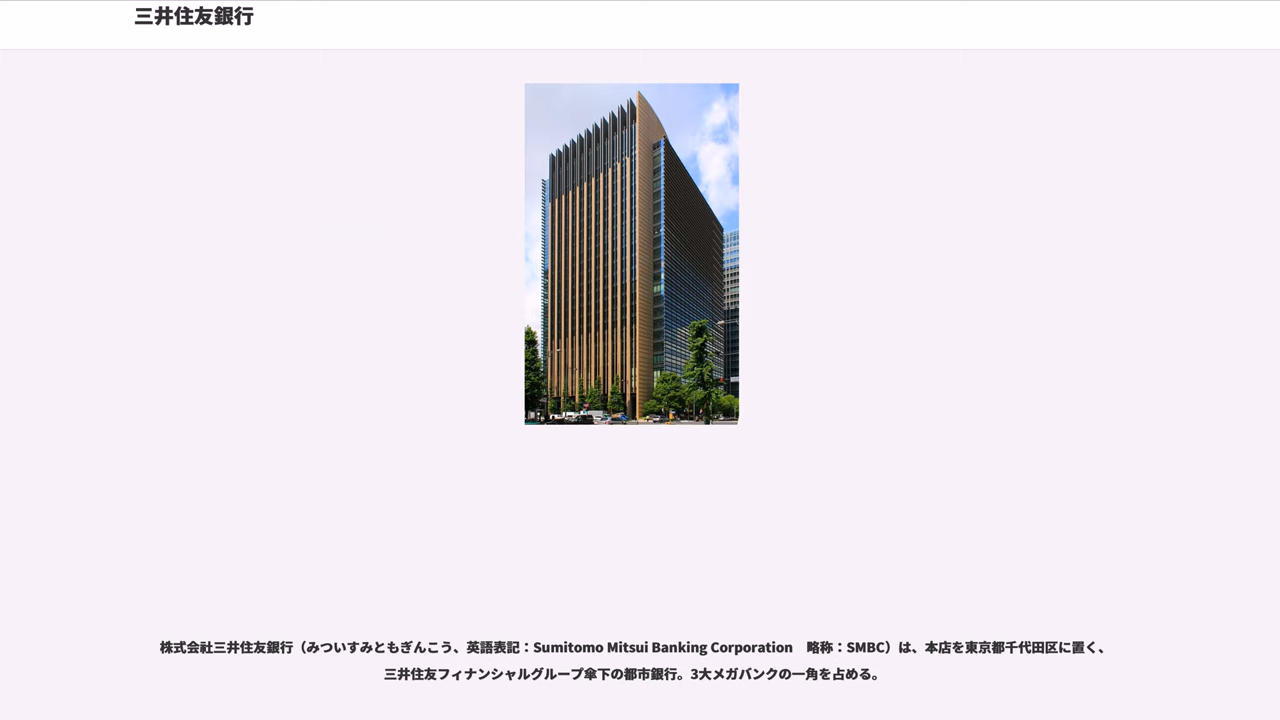 三井住友銀行
株式会社三井住友銀行（みついすみともぎんこう、英語表記：Sumitomo Mitsui Banking Corporation　略称：SMBC）は、本店を東京都千代田区に置く、
三井住友フィナンシャルグループ傘下の都市銀行。3大メガバンクの一角を占める。